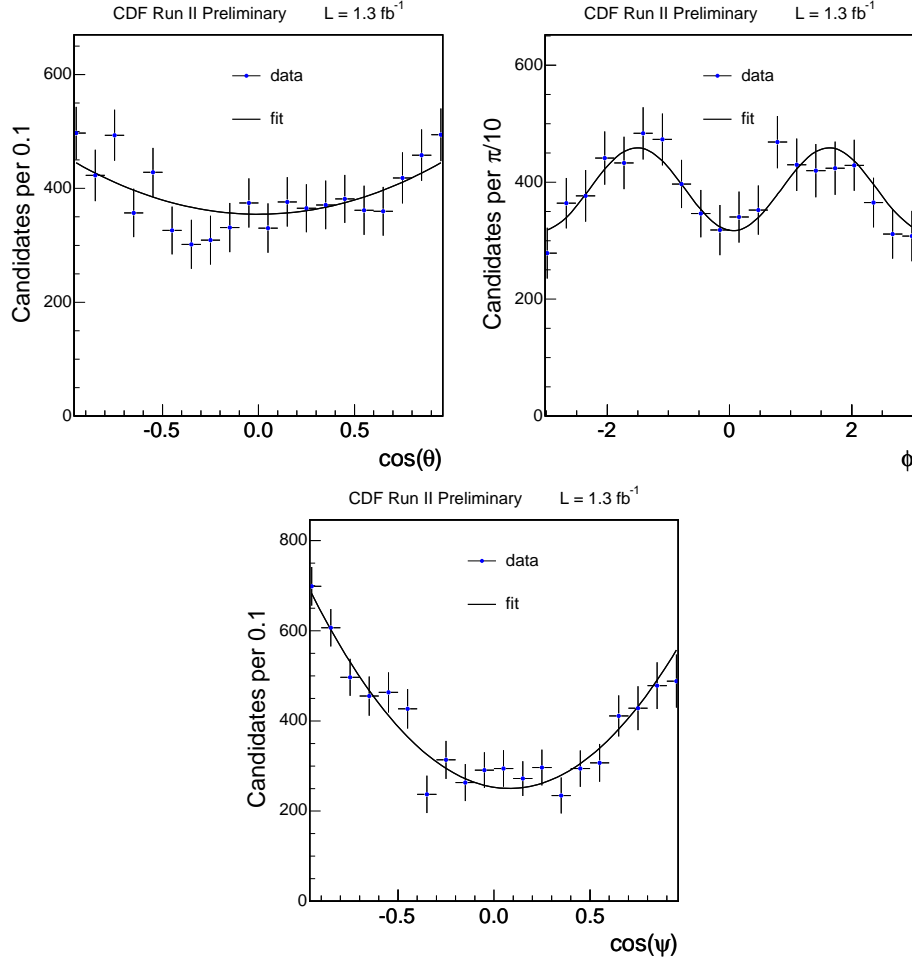 CDF Run II Preliminary L = 1.3 fb⁻¹
Candidates per 0.1
600
400
200
0
data
fit
-0.5 0.0 0.5
cos(θ)
CDF Run II Preliminary L = 1.3 fb⁻¹
Candidates per π/10
600
400
200
0
data
fit
-2 0 2
ϕ
CDF Run II Preliminary L = 1.3 fb⁻¹
Candidates per 0.1
800
600
400
200
0
data
fit
-0.5 0.0 0.5
cos(ψ)